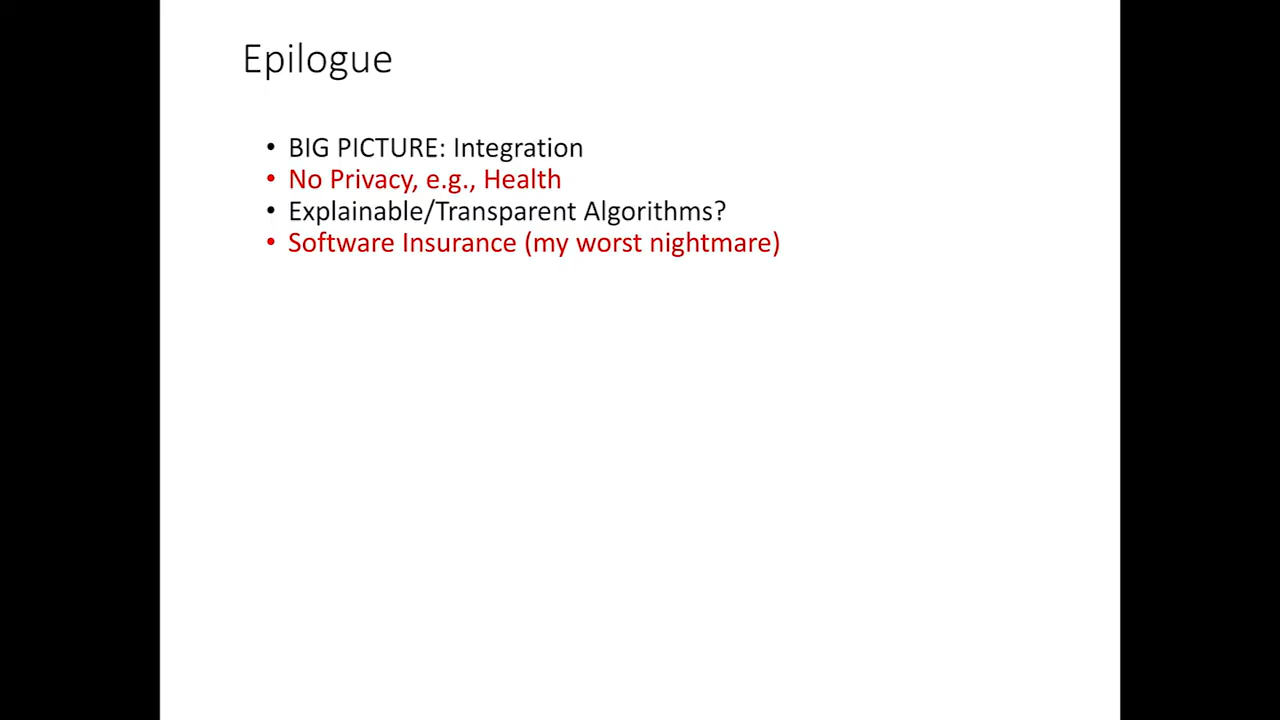 Epilogue
• BIG PICTURE: Integration
• No Privacy, e.g., Health
• Explainable/Transparent Algorithms?
• Software Insurance (my worst nightmare)